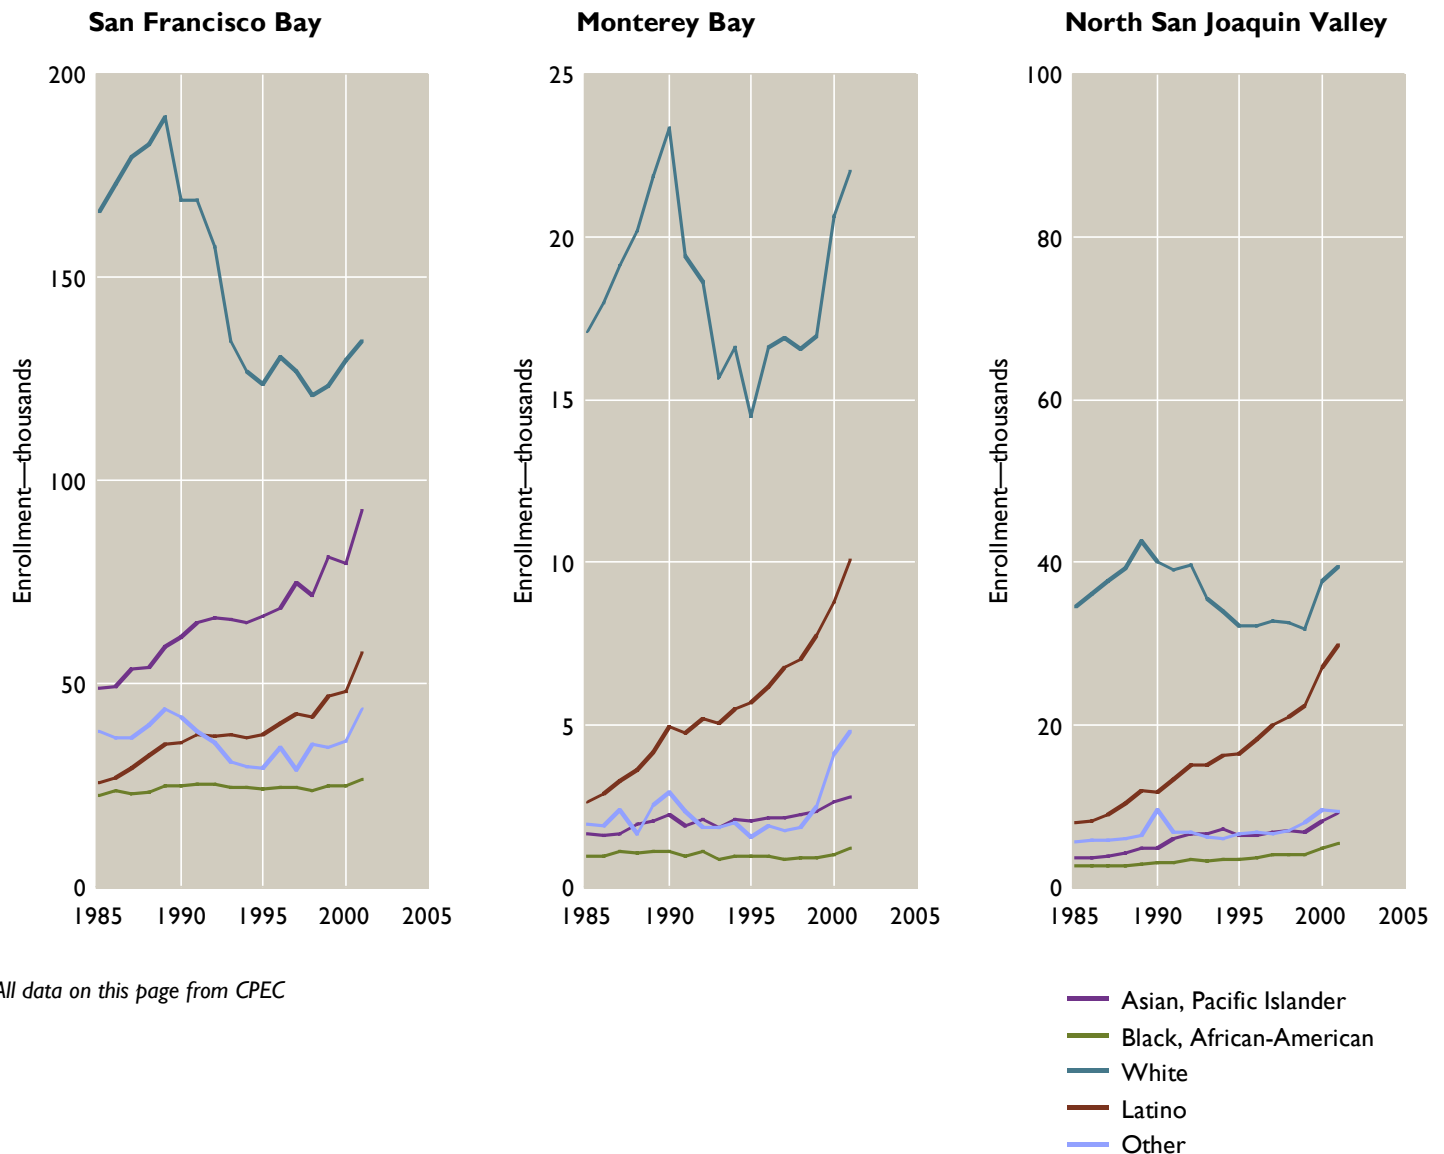 San Francisco Bay
Enrollment—thousands
200
150
100
50
0
1985 1990 1995 2000 2005
Monterey Bay
Enrollment—thousands
25
20
15
10
5
0
1985 1990 1995 2000 2005
North San Joaquin Valley
Enrollment—thousands
100
80
60
40
20
0
1985 1990 1995 2000 2005
All data on this page from CPEC
Asian, Pacific Islander
Black, African-American
White
Latino
Other